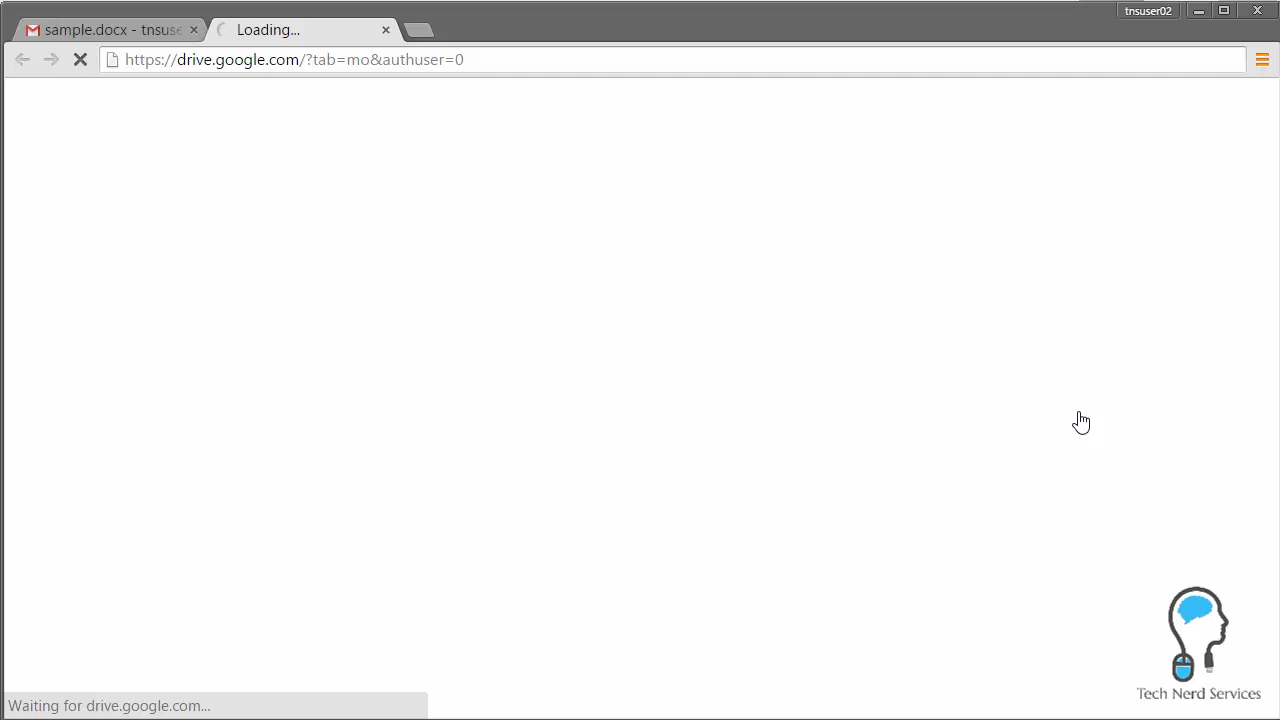 tnsuser02
sample.docx - tnsuse
Loading...
https://drive.google.com/?tab=mo&authuser=0
Tech Nerd Services
Waiting for drive.google.com...